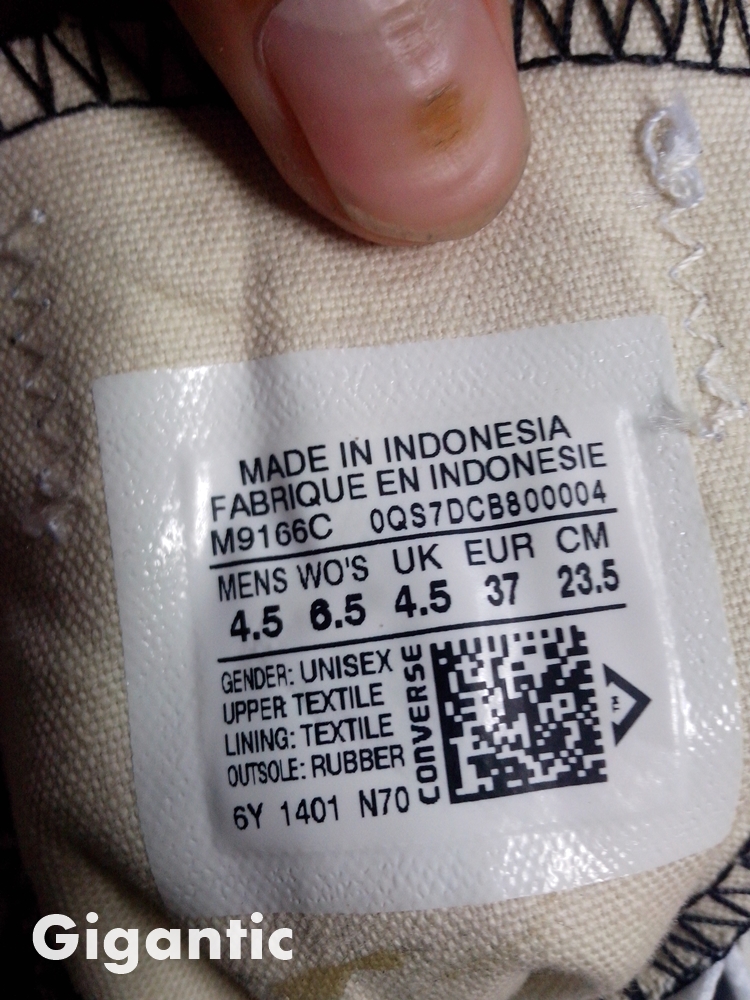 MADE IN INDONESIA
FABRIQUE EN INDONESIE
M9166C 0QS7DCB800004
MENS WO'S UK EUR CM
4.5 6.5 4.5 37 23.5
GENDER: UNISEX
UPPER: TEXTILE
LINING: TEXTILE
OUTSOLE: RUBBER
6Y 1401 N70
CONVERSE
TM
Gigantic